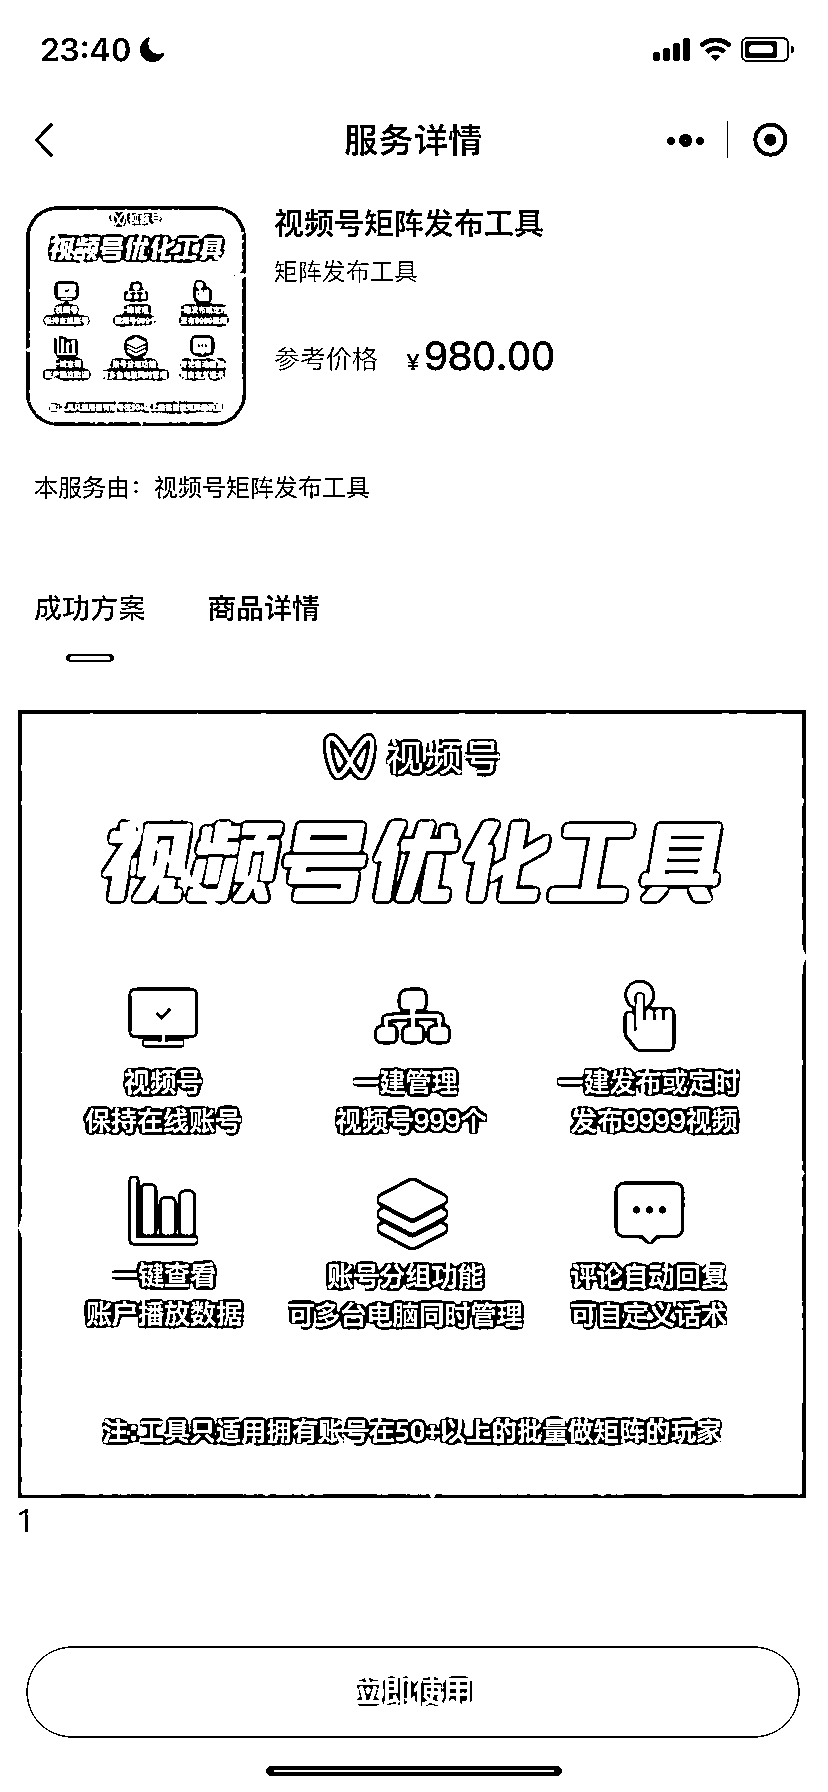 23:40
服务详情
视频号
视频号优化工具
视频号矩阵发布工具
矩阵发布工具
参考价格 ¥980.00
本服务由：视频号矩阵发布工具
成功方案 商品详情
视频号
视频号优化工具
视频号
保持在线账号
一建管理
视频号999个
一建发布或定时
发布9999视频
一键查看
账户播放数据
账号分组功能
可多台电脑同时管理
评论自动回复
可自定义话术
注:工具只适用拥有账号在50+以上的批量做矩阵的玩家
1
立即使用